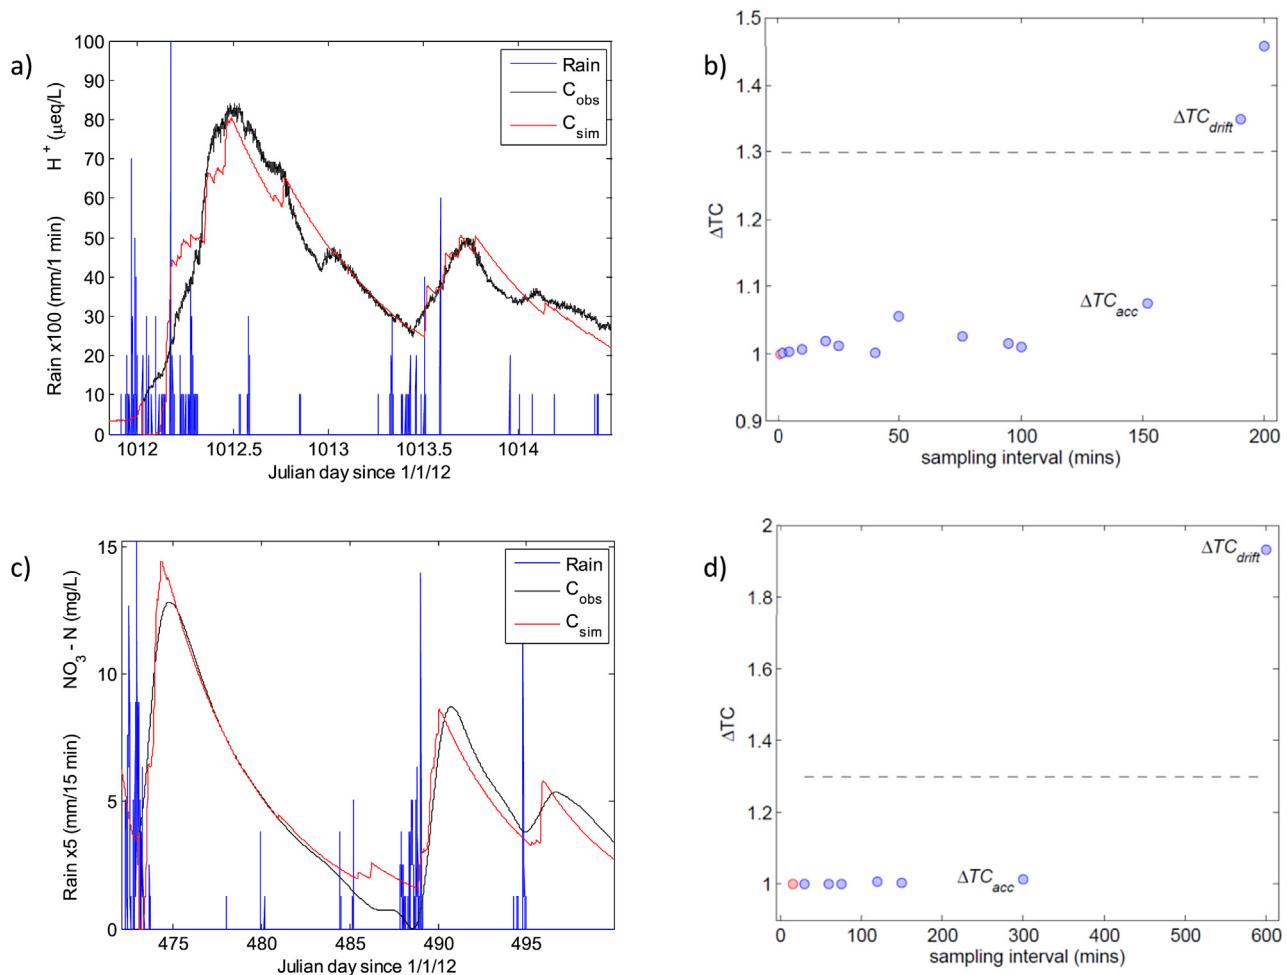 a)
H⁺ (µeq/L)
Rain x100 (mm/1 min)
100
90
80
70
60
50
40
30
20
10
0
Rain
C_obs
C_sim
1012 1012.5 1013 1013.5 1014
Julian day since 1/1/12
b)
ΔTC
1.5
1.4
1.3
1.2
1.1
1
0.9
ΔTC_drift
ΔTC_acc
0 50 100 150 200
sampling interval (mins)
c)
NO₃ - N (mg/L)
Rain x5 (mm/15 min)
15
10
5
0
Rain
C_obs
C_sim
475 480 485 490 495
Julian day since 1/1/12
d)
ΔTC
2
1.8
1.6
1.4
1.2
1
ΔTC_drift
ΔTC_acc
0 100 200 300 400 500 600
sampling interval (mins)